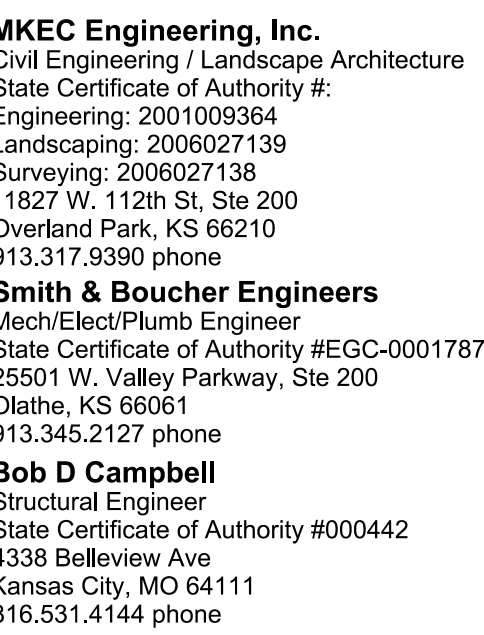 MKEC Engineering, Inc.
Civil Engineering / Landscape Architecture
State Certificate of Authority #:
Engineering: 2001009364
Landscaping: 2006027139
Surveying: 2006027138
11827 W. 112th St, Ste 200
Overland Park, KS 66210
913.317.9390 phone
Smith & Boucher Engineers
Mech/Elect/Plumb Engineer
State Certificate of Authority #EGC-0001787
25501 W. Valley Parkway, Ste 200
Olathe, KS 66061
913.345.2127 phone
Bob D Campbell
Structural Engineer
State Certificate of Authority #000442
4338 Belleview Ave
Kansas City, MO 64111
816.531.4144 phone